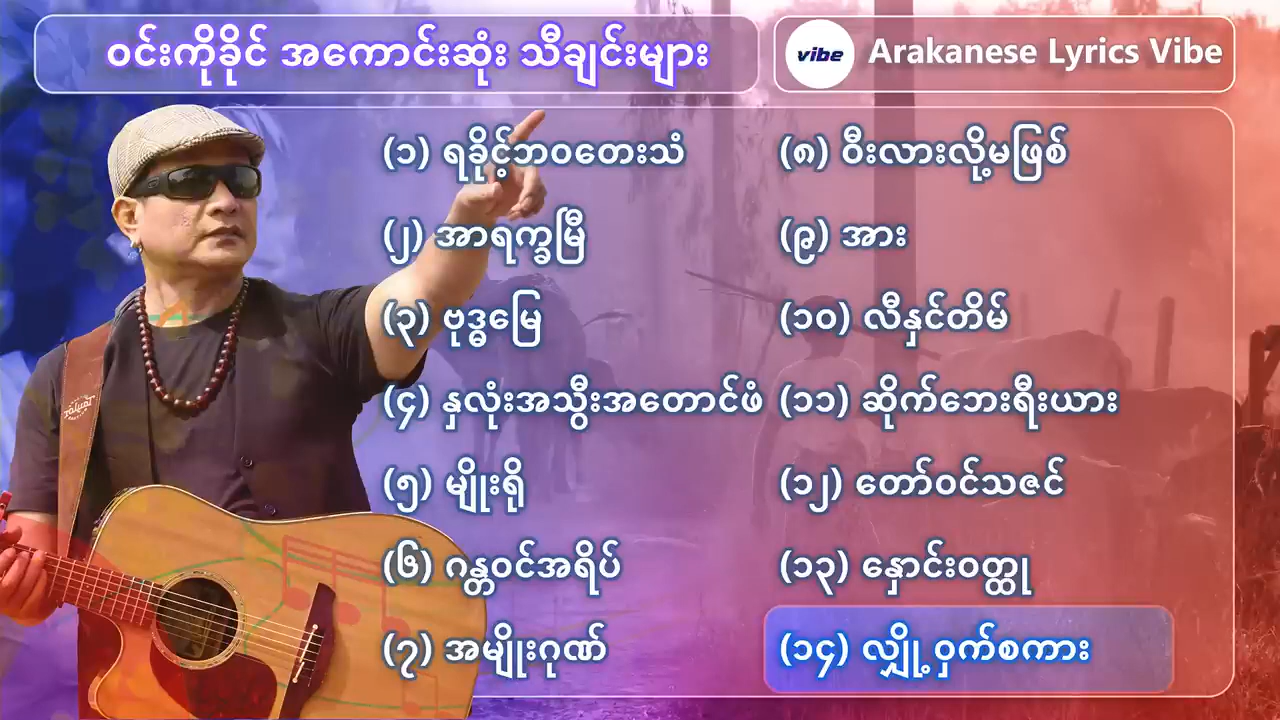 ဝင်းကိုခိုင် အကောင်းဆုံး သီချင်းများ
vibe
Arakanese Lyrics Vibe
(၁) ရခိုင့်ဘဝတေးသံ
(၂) အာရက္ခမြီ
(၃) ဗုဒ္ဓမြေ
(၄) နှလုံးအသွီးအတောင်ဖံ
(၅) မျိုးရို
(၆) ဂန္တဝင်အရိပ်
(၇) အမျိုးဂုဏ်
(၈) ဝီးလားလို့မဖြစ်
(၉) အား
(၁၀) လီနှင်တိမ်
(၁၁) ဆိုက်ဘေးရီးယား
(၁၂) တော်ဝင်သဇင်
(၁၃) နှောင်းဝတ္ထု
(၁၄) လျှို့ဝှက်စကား